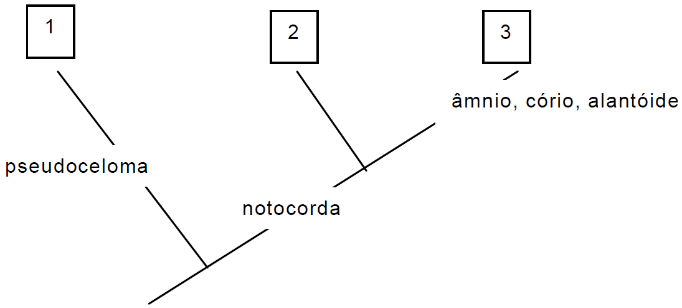 1
2
3
âmnio, cório, alantóide
pseudoceloma
notocorda